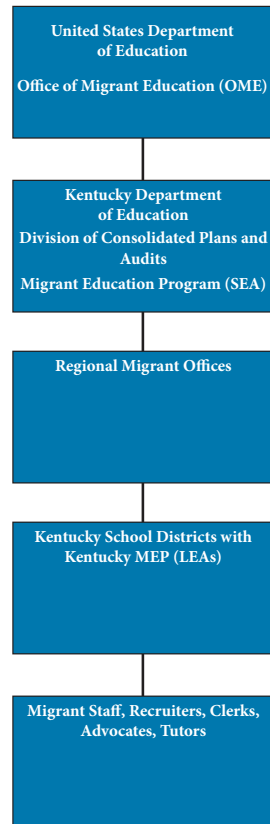 United States Department
of Education
Office of Migrant Education (OME)
Kentucky Department
of Education
Division of Consolidated Plans and
Audits
Migrant Education Program (SEA)
Regional Migrant Offices
Kentucky School Districts with
Kentucky MEP (LEAs)
Migrant Staff, Recruiters, Clerks,
Advocates, Tutors